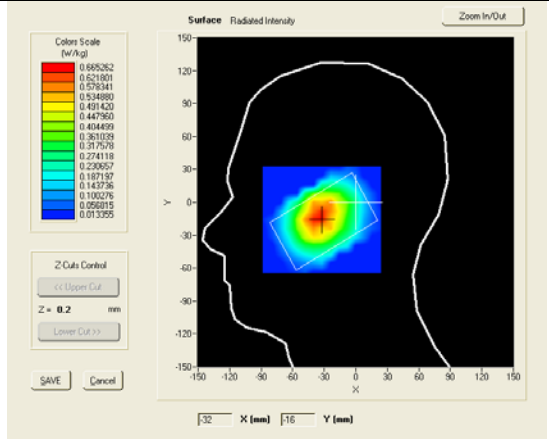 Surface Radiated Intensity
Zoom In/Out
Colors Scale
(W/kg)
0.665262
0.621801
0.578341
0.534880
0.491420
0.447960
0.404499
0.361039
0.317578
0.274118
0.230657
0.187197
0.143736
0.100276
0.056815
0.013355
Z-Cuts Control
<< Upper Cut
Z = 0.2 mm
Lower Cut >>
SAVE Cancel
150
120
90
60
30
0
-30
-60
-90
-120
-150
Y
-150 -120 -90 -60 -30 0 30 60 90 120 150
X
-32 X (mm) -16 Y (mm)